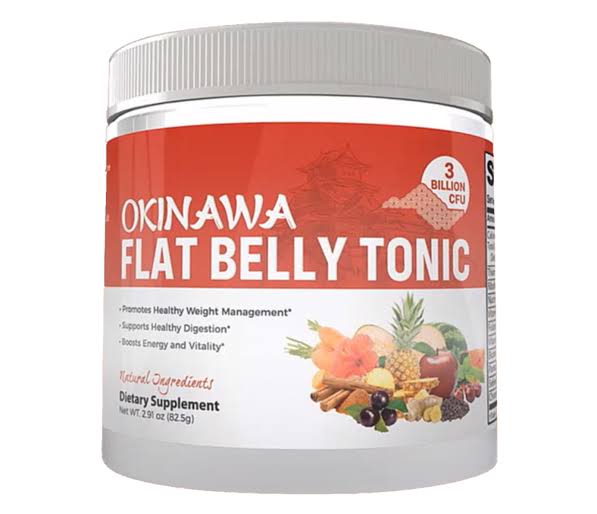 3
BILLION
CFU
OKINAWA
FLAT BELLY TONIC
• Promotes Healthy Weight Management*
• Supports Healthy Digestion*
• Boosts Energy and Vitality*
Natural Ingredients
Dietary Supplement
Net WT. 2.91 oz (82.5g)